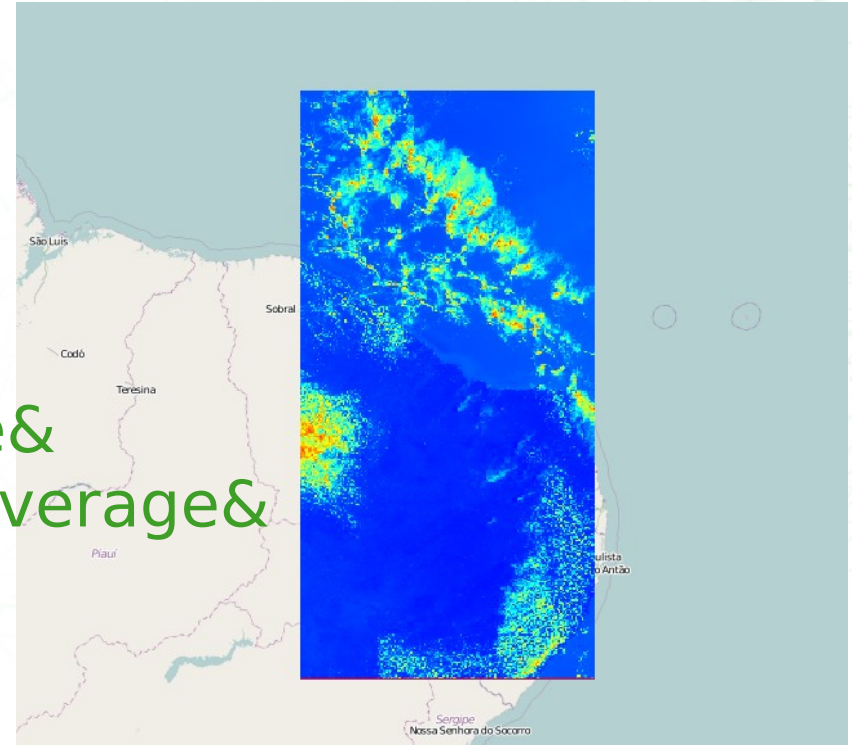 São Luís
Sobral
Codó
Teresina
e&
verage&
Piauí
ulista
o Antão
Sergipe
Nossa Senhora do Socorro